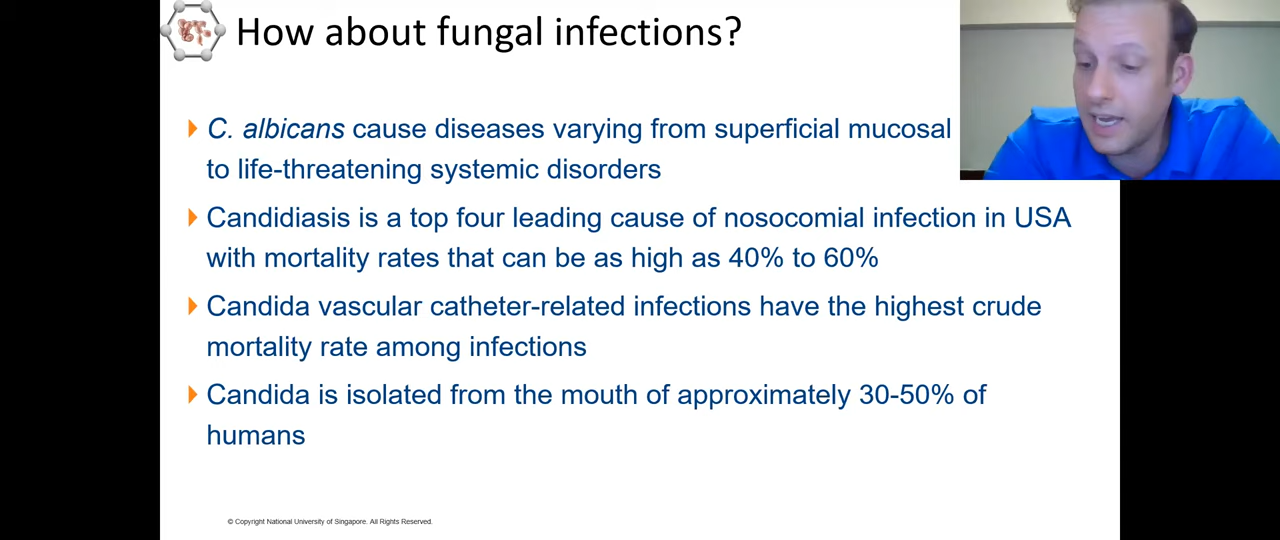 How about fungal infections?
C. albicans cause diseases varying from superficial mucosal
to life-threatening systemic disorders
Candidiasis is a top four leading cause of nosocomial infection in USA
with mortality rates that can be as high as 40% to 60%
Candida vascular catheter-related infections have the highest crude
mortality rate among infections
Candida is isolated from the mouth of approximately 30-50% of
humans
© Copyright National University of Singapore. All Rights Reserved.